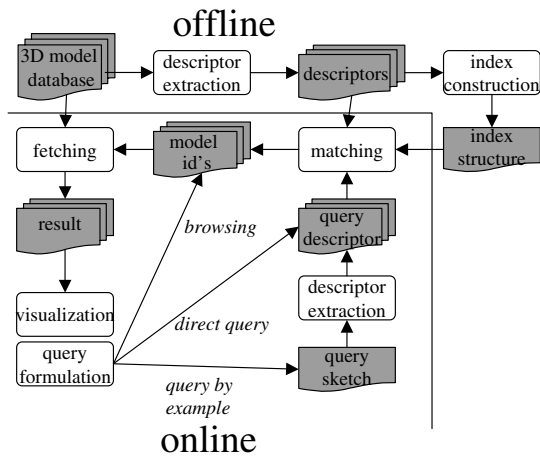 offline
3D model
database
descriptor
extraction
descriptors
index
construction
fetching
model
id's
matching
index
structure
result
browsing
query
descriptor
visualization
direct query
descriptor
extraction
query
formulation
query by
example
query
sketch
online